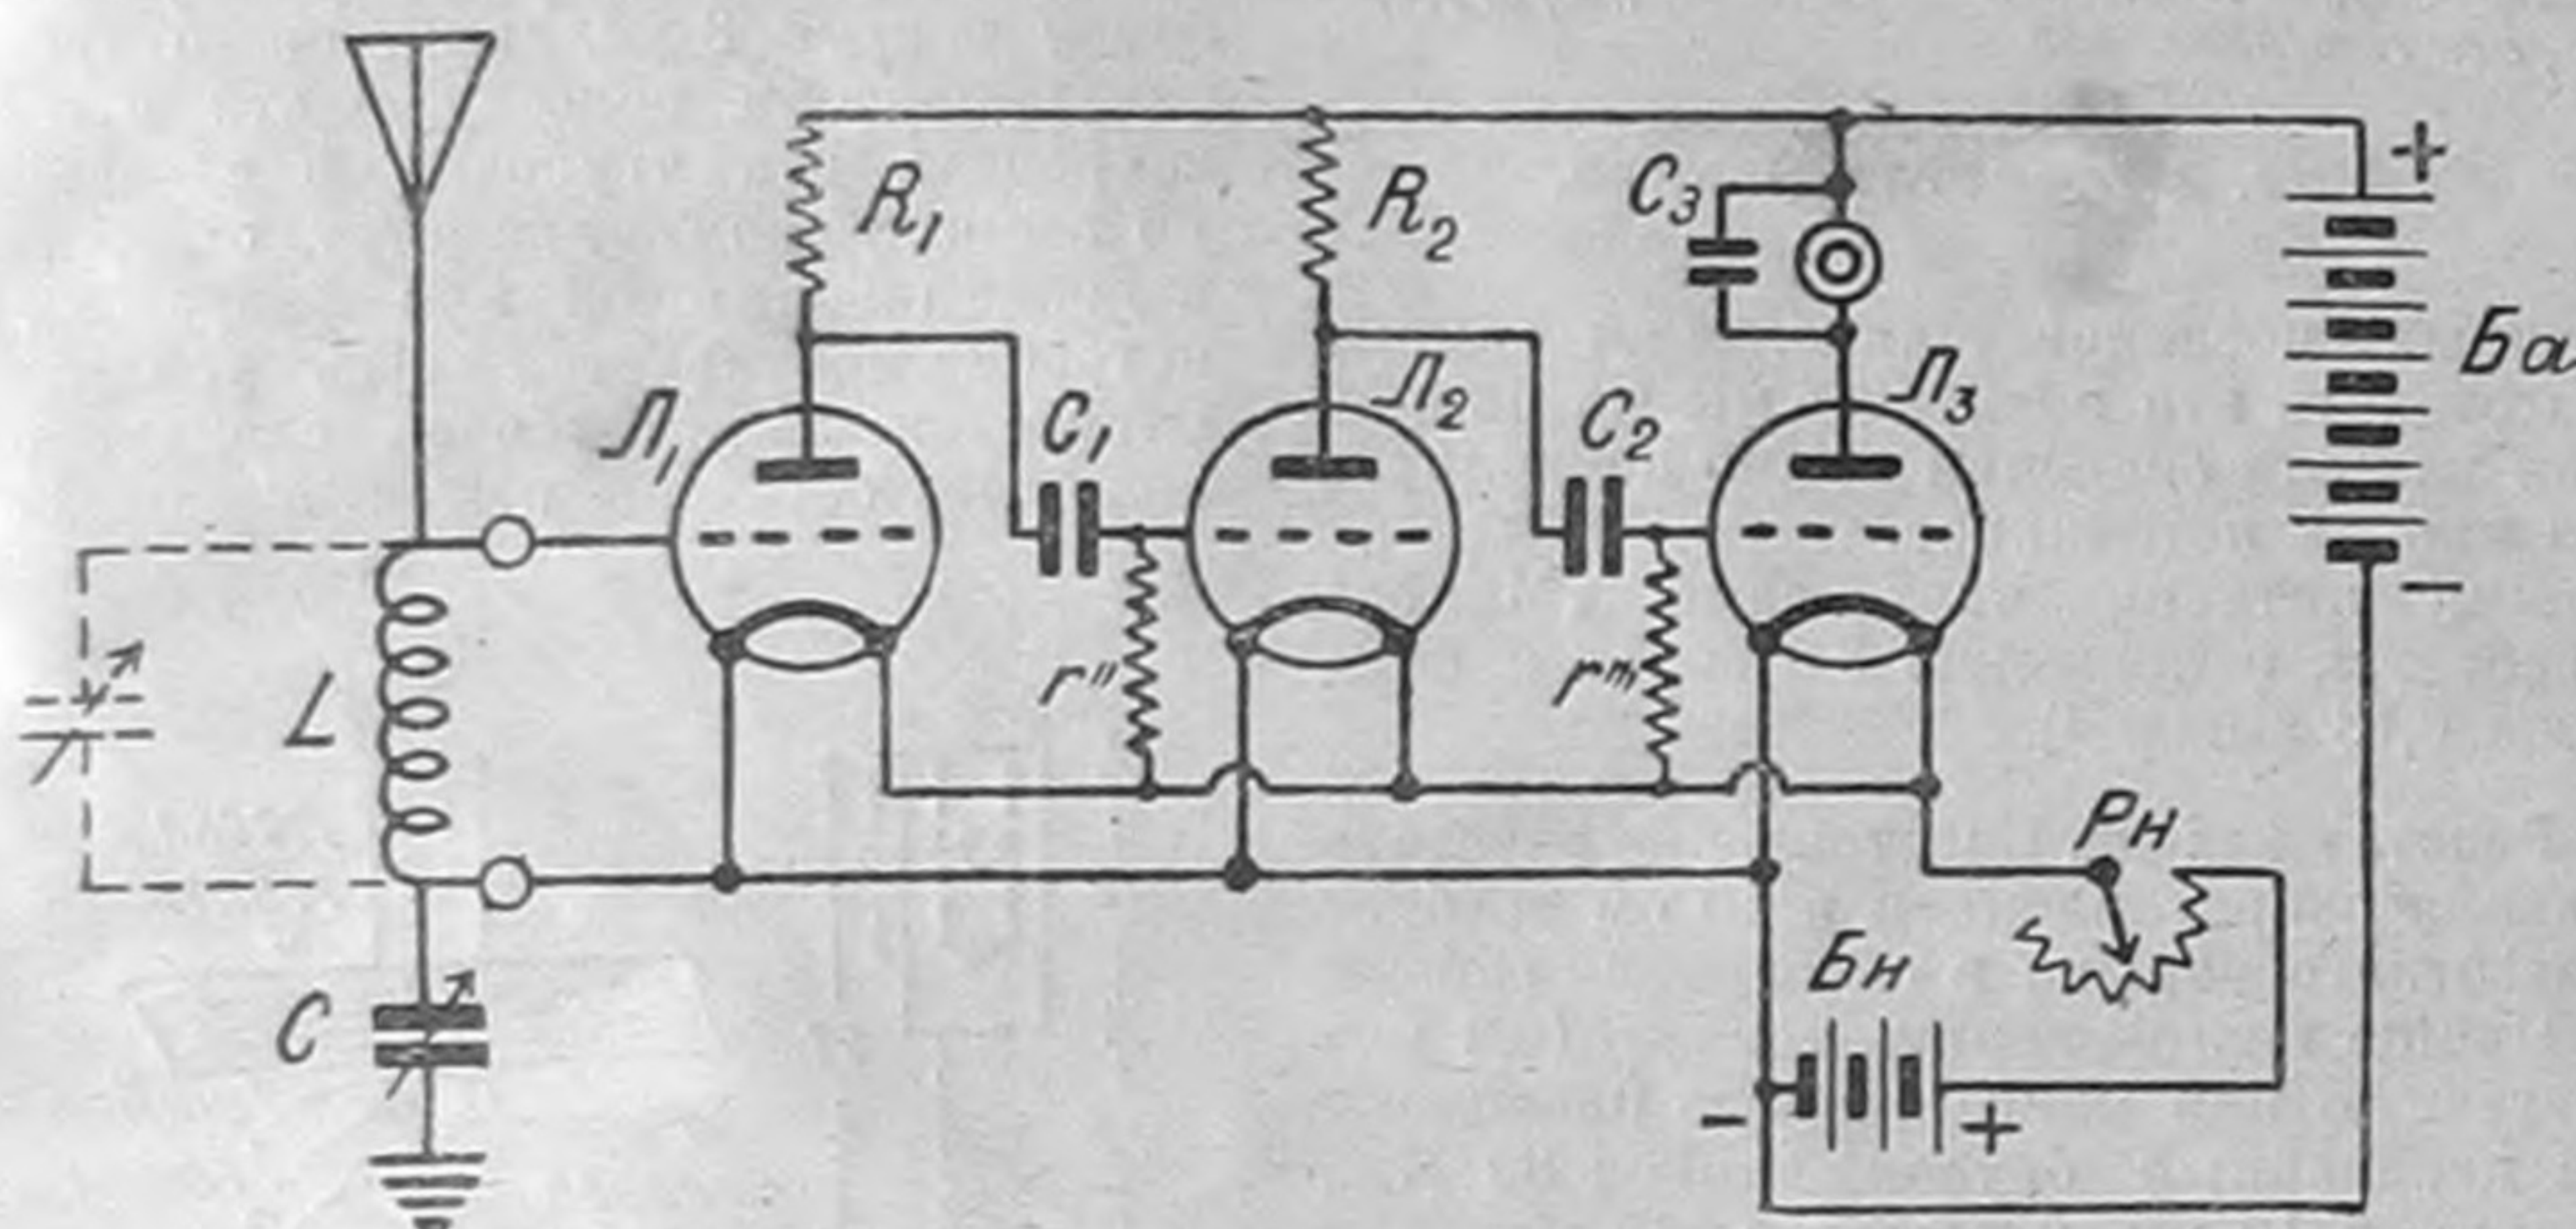 R₁
R₂
C₃
+
Ба
−
Л₁
C₁
Л₂
C₂
Л₃
L
r"
r'''
Рн
Бн
C
−
+